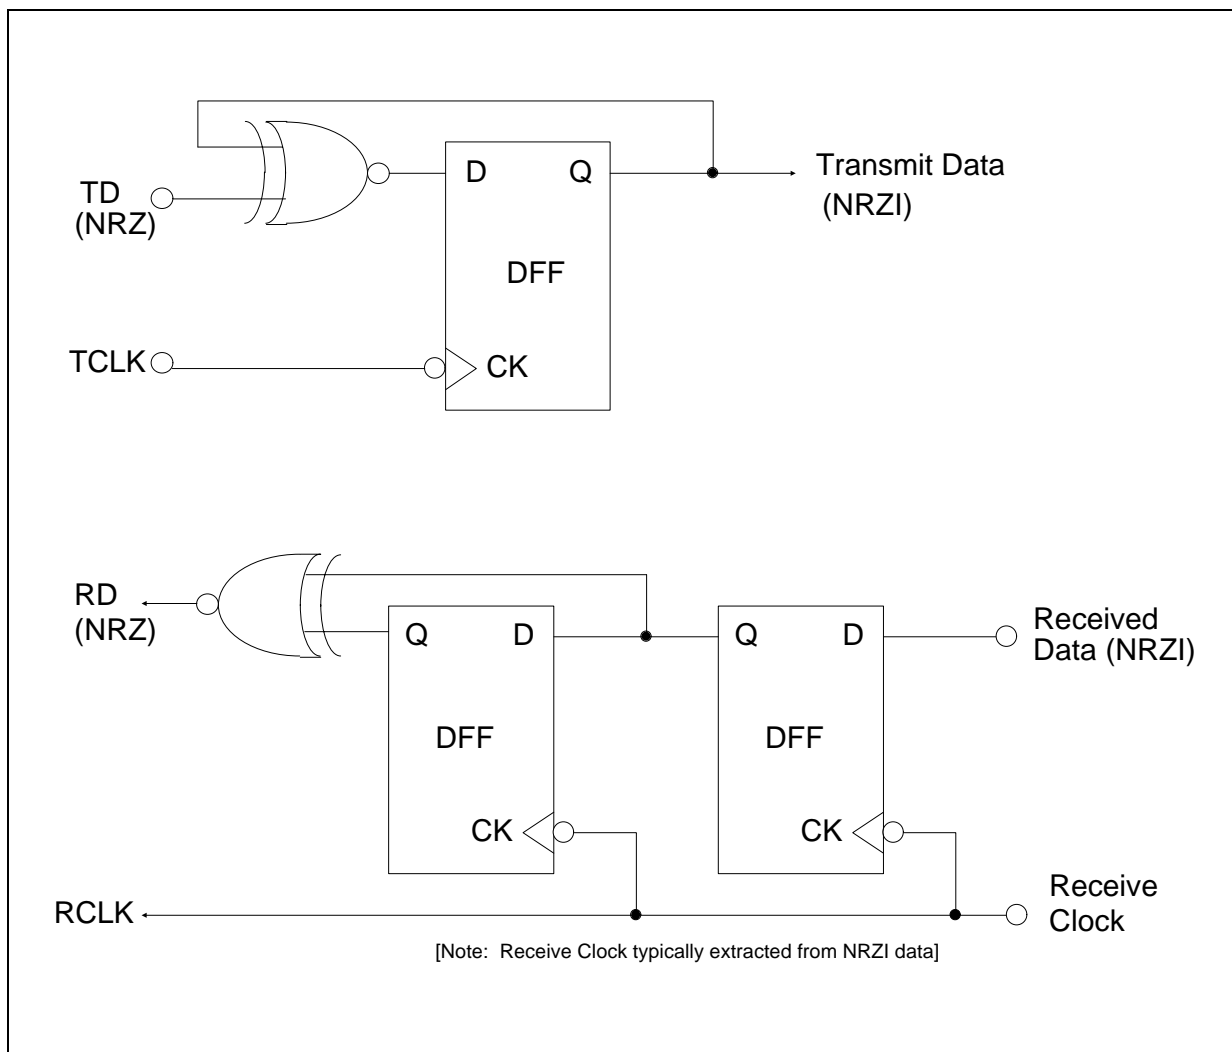 D Q
Transmit Data
(NRZI)
TD
(NRZ)
DFF
TCLK
CK
RD
(NRZ)
Q D
Q D
Received
Data (NRZI)
DFF
DFF
CK
CK
RCLK
Receive
Clock
[Note: Receive Clock typically extracted from NRZI data]